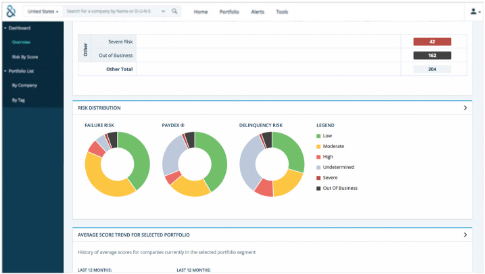 United States
Search for a company by Name or D-U-N-S
Home
Portfolio
Alerts
Tools
Dashboard
Overview
Risk By Score
Portfolio List
By Company
By Tag
Other
Severe Risk
42
Out of Business
162
Other Total
204
RISK DISTRIBUTION
FAILURE RISK
PAYDEX ®
DELINQUENCY RISK
LEGEND
Low
Moderate
High
Undetermined
Severe
Out Of Business
AVERAGE SCORE TREND FOR SELECTED PORTFOLIO
History of average scores for companies currently in the selected portfolio segment
LAST 12 MONTHS:
LAST 12 MONTHS: